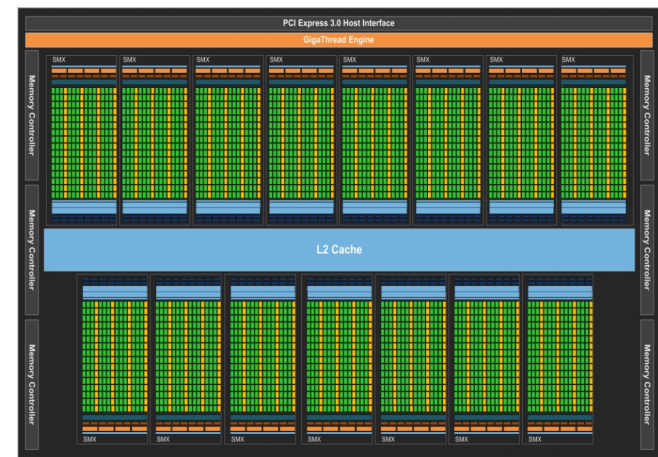 PCI Express 3.0 Host Interface
GigaThread Engine
SMX
SMX
SMX
SMX
SMX
SMX
SMX
SMX
Memory Controller
Memory Controller
Memory Controller
Memory Controller
Memory Controller
Memory Controller
L2 Cache
SMX
SMX
SMX
SMX
SMX
SMX
SMX